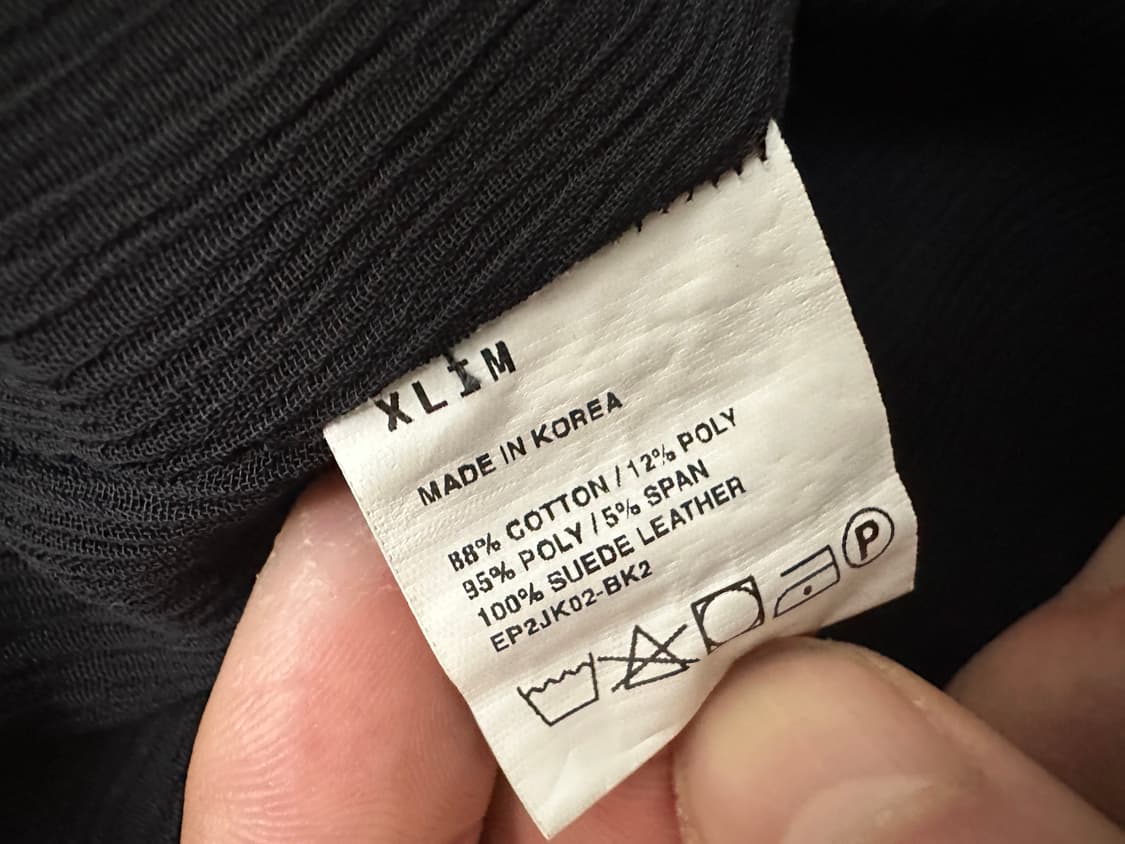 XLIM
MADE IN KOREA
88% COTTON / 12% POLY
95% POLY / 5% SPAN
100% SUEDE LEATHER
EP2JK02-BK2
P